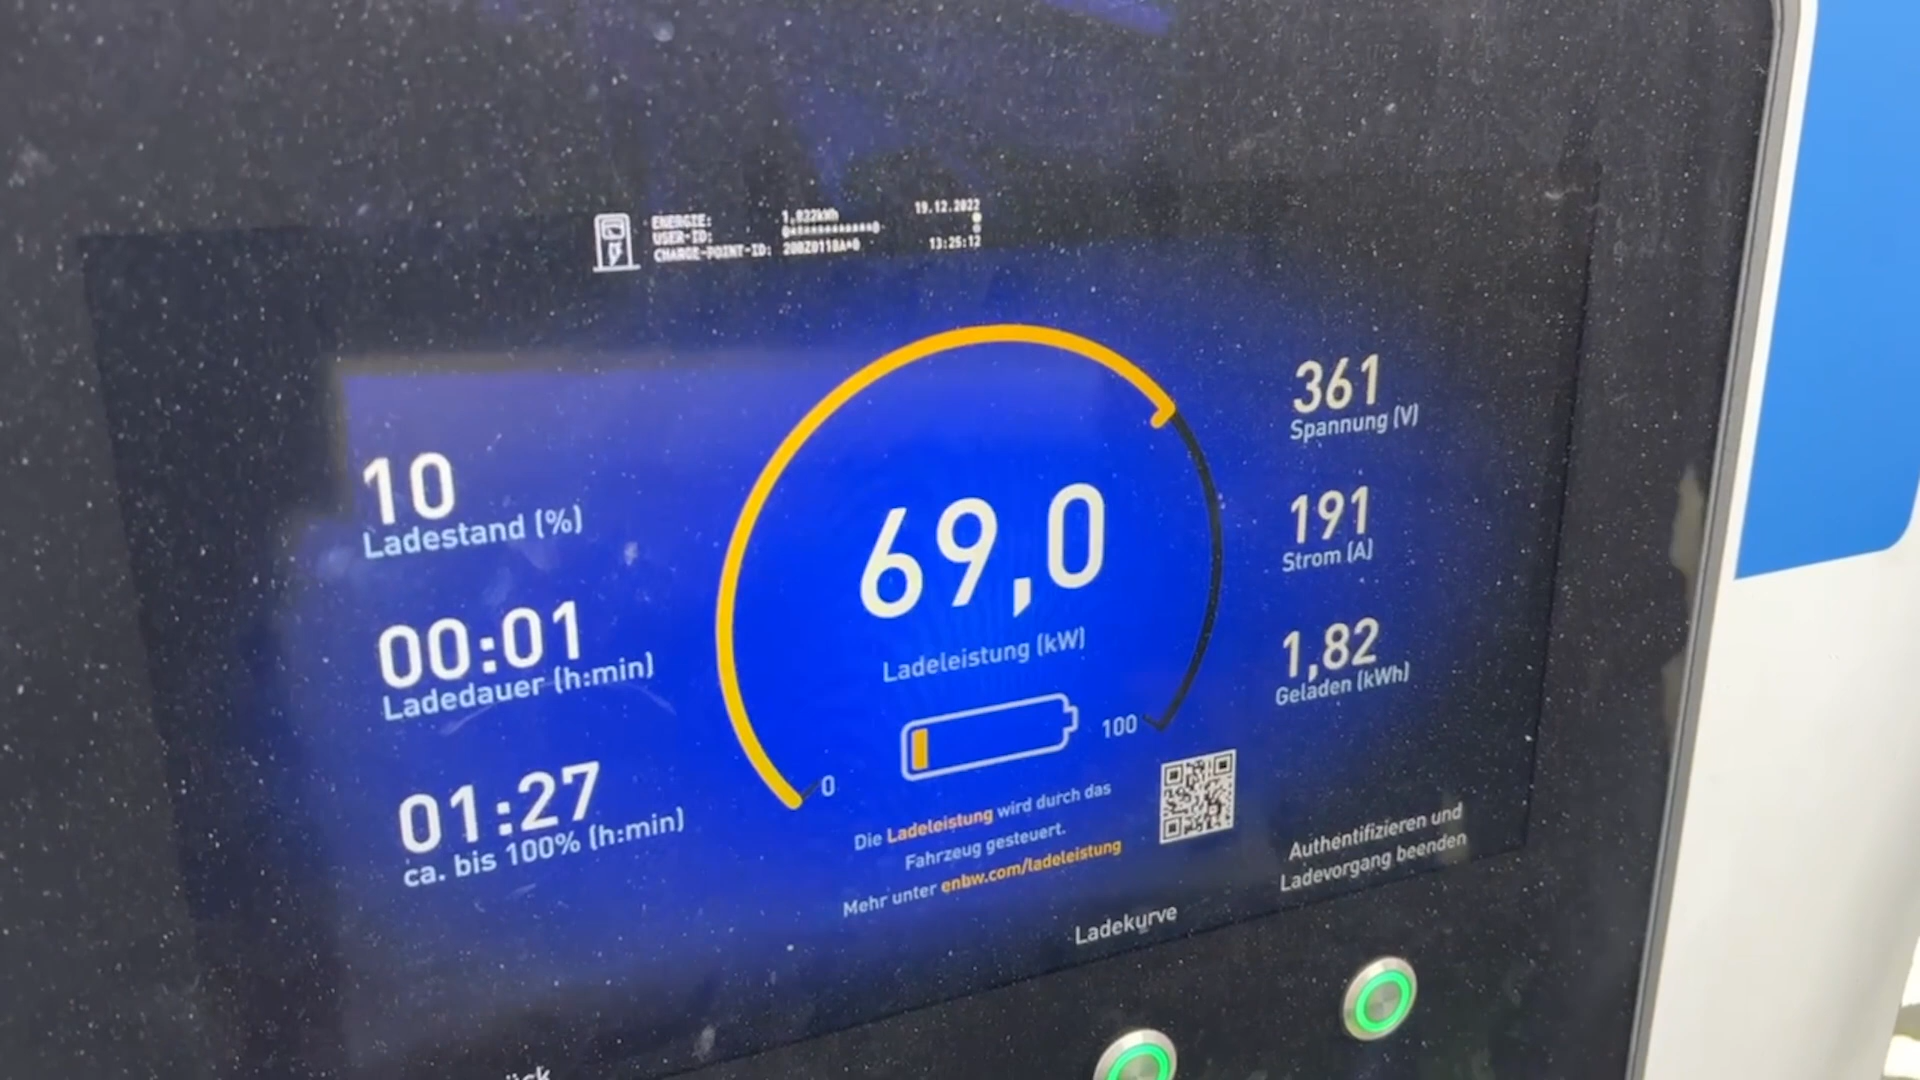 ENERGIE: 1,822kWh 19.12.2022
USER-ID:
CHARGE-POINT-ID: 13:25:12
10
Ladestand (%)
00:01
Ladedauer (h:min)
01:27
ca. bis 100% (h:min)
69,0
Ladeleistung (kW)
0
100
Die Ladeleistung wird durch das
Fahrzeug gesteuert.
Mehr unter enbw.com/ladeleistung
361
Spannung (V)
191
Strom (A)
1,82
Geladen (kWh)
Authentifizieren und
Ladevorgang beenden
Ladekurve